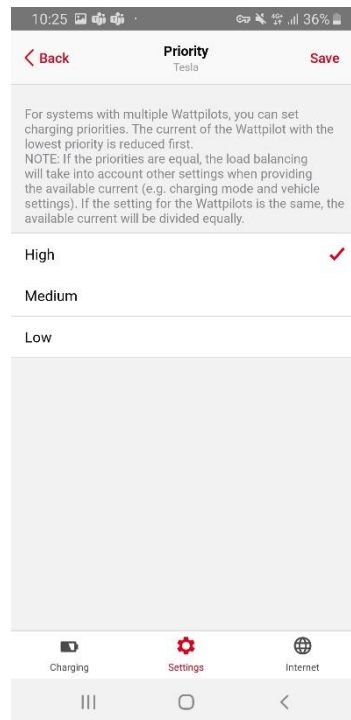 10:25 36%
Back Priority Save
Tesla
For systems with multiple Wattpilots, you can set
charging priorities. The current of the Wattpilot with the
lowest priority is reduced first.
NOTE: If the priorities are equal, the load balancing
will take into account other settings when providing
the available current (e.g. charging mode and vehicle
settings). If the setting for the Wattpilots is the same, the
available current will be divided equally.
High
Medium
Low
Charging Settings Internet